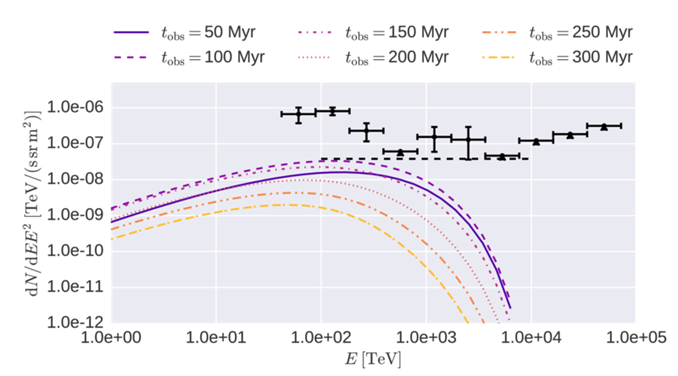 t_obs = 50 Myr
t_obs = 150 Myr
t_obs = 250 Myr
t_obs = 100 Myr
t_obs = 200 Myr
t_obs = 300 Myr
dN/dEE² [TeV/(s sr m²)]
1.0e-06
1.0e-07
1.0e-08
1.0e-09
1.0e-10
1.0e-11
1.0e-12
1.0e+00
1.0e+01
1.0e+02
1.0e+03
1.0e+04
1.0e+05
E [TeV]